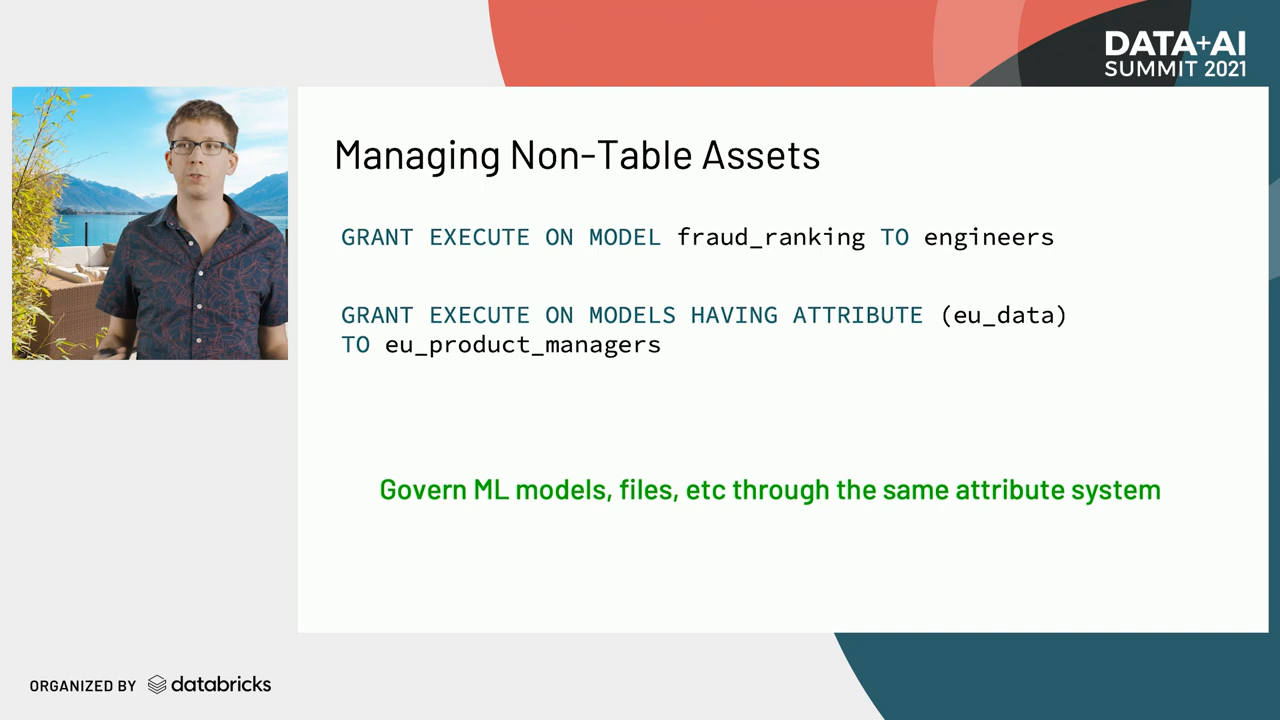 DATA+AI
SUMMIT 2021
Managing Non-Table Assets
GRANT EXECUTE ON MODEL fraud_ranking TO engineers
GRANT EXECUTE ON MODELS HAVING ATTRIBUTE (eu_data)
TO eu_product_managers
Govern ML models, files, etc through the same attribute system
ORGANIZED BY databricks